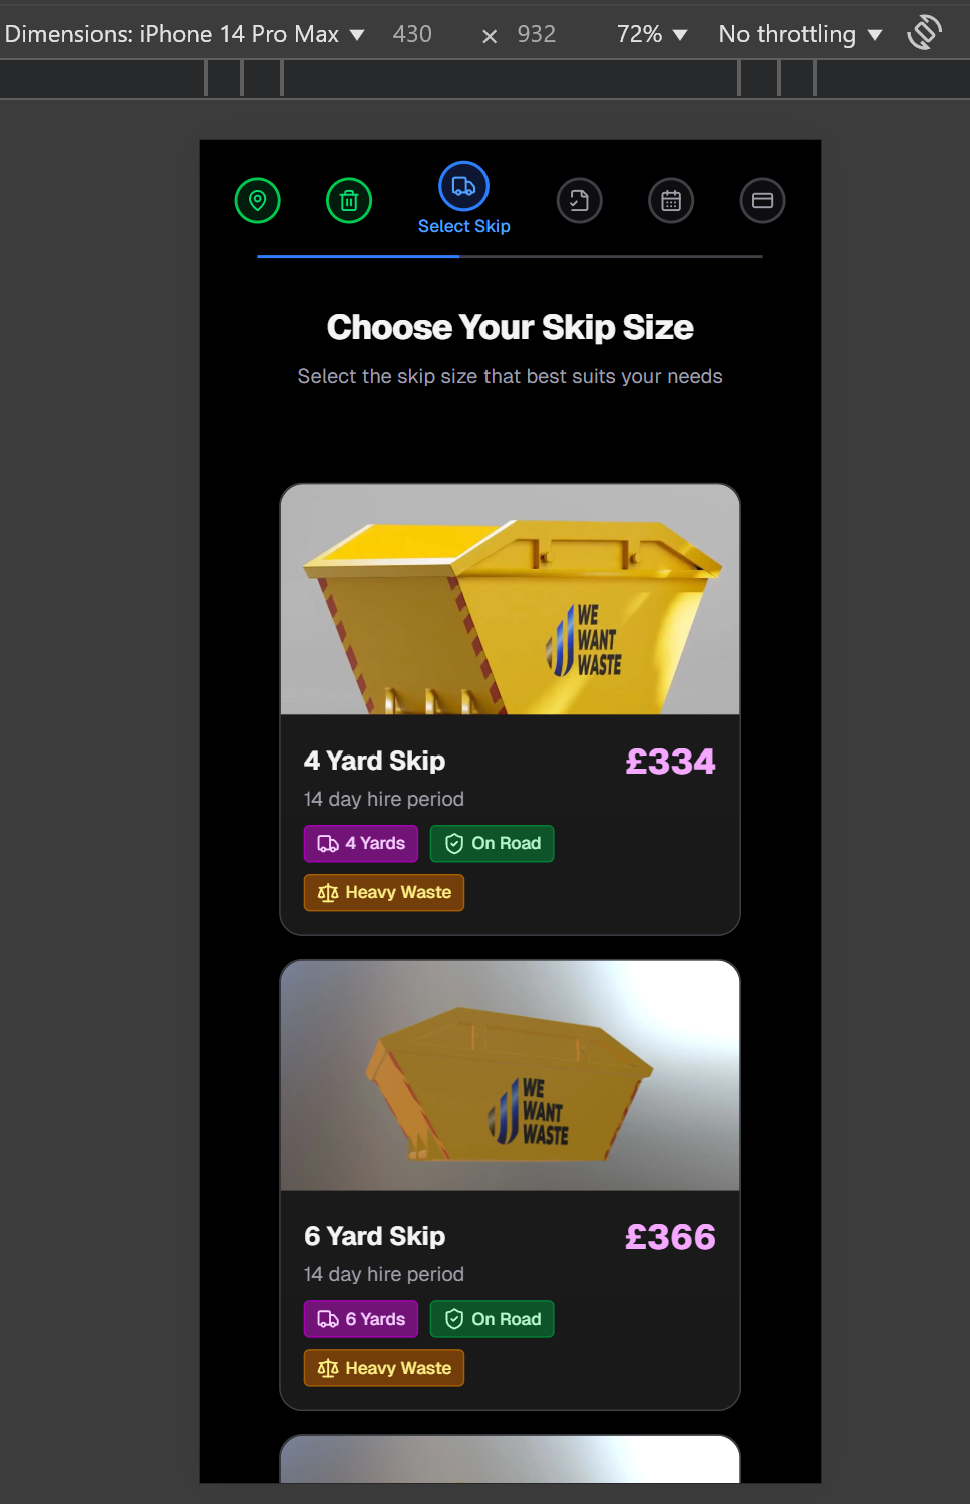 Dimensions: iPhone 14 Pro Max ▼ 430 × 932 72% ▼ No throttling ▼
Select Skip
Choose Your Skip Size
Select the skip size that best suits your needs
WE
WANT
WASTE
4 Yard Skip £334
14 day hire period
4 Yards On Road
Heavy Waste
WE
WANT
WASTE
6 Yard Skip £366
14 day hire period
6 Yards On Road
Heavy Waste